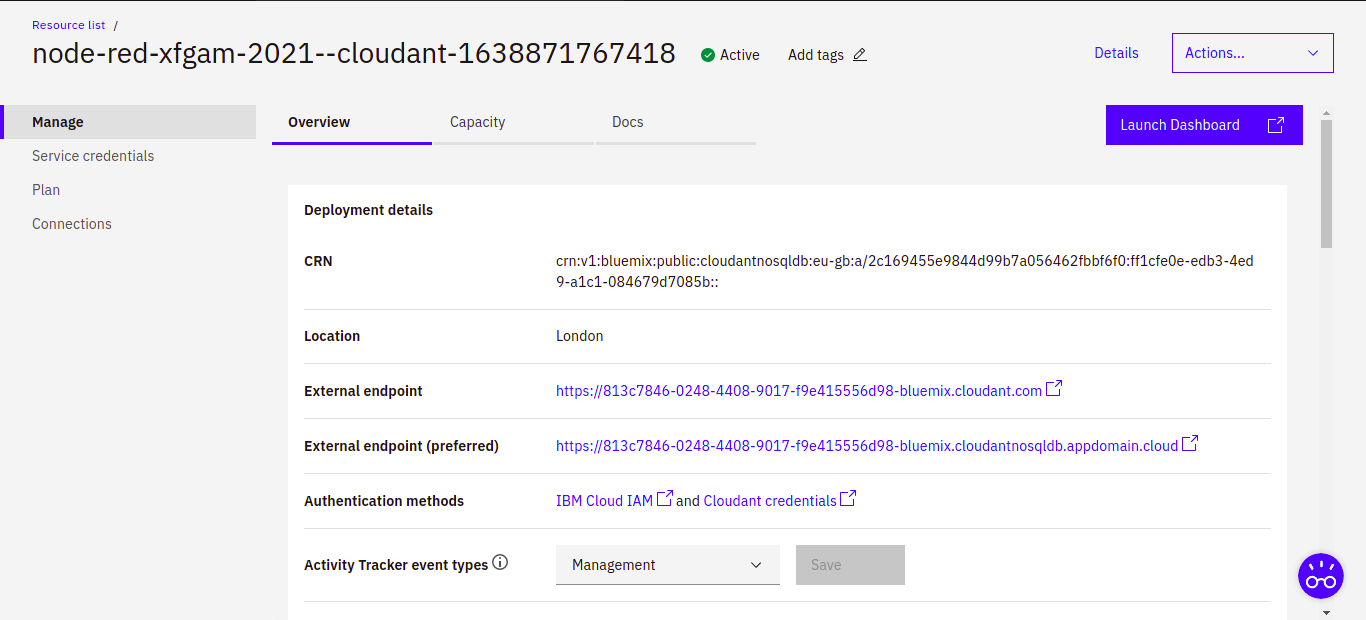 Resource list /
node-red-xfgam-2021--cloudant-1638871767418
Active
Add tags
Details
Actions...
Manage
Service credentials
Plan
Connections
Overview
Capacity
Docs
Launch Dashboard
Deployment details
CRN
crn:v1:bluemix:public:cloudantnosqldb:eu-gb:a/2c169455e9844d99b7a056462fbbf6f0:ff1cfe0e-edb3-4ed
9-a1c1-084679d7085b::
Location
London
External endpoint
https://813c7846-0248-4408-9017-f9e415556d98-bluemix.cloudant.com
External endpoint (preferred)
https://813c7846-0248-4408-9017-f9e415556d98-bluemix.cloudantnosqldb.appdomain.cloud
Authentication methods
IBM Cloud IAM and Cloudant credentials
Activity Tracker event types
Management
Save